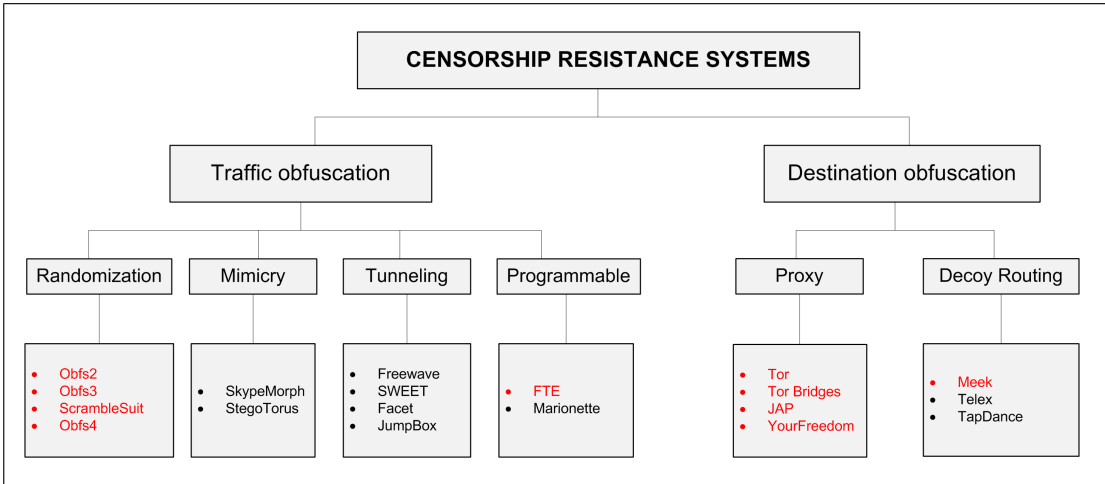 CENSORSHIP RESISTANCE SYSTEMS
Traffic obfuscation
Destination obfuscation
Randomization
Mimicry
Tunneling
Programmable
Proxy
Decoy Routing
• Obfs2
• Obfs3
• ScrambleSuit
• Obfs4
• SkypeMorph
• StegoTorus
• Freewave
• SWEET
• Facet
• JumpBox
• FTE
• Marionette
• Tor
• Tor Bridges
• JAP
• YourFreedom
• Meek
• Telex
• TapDance